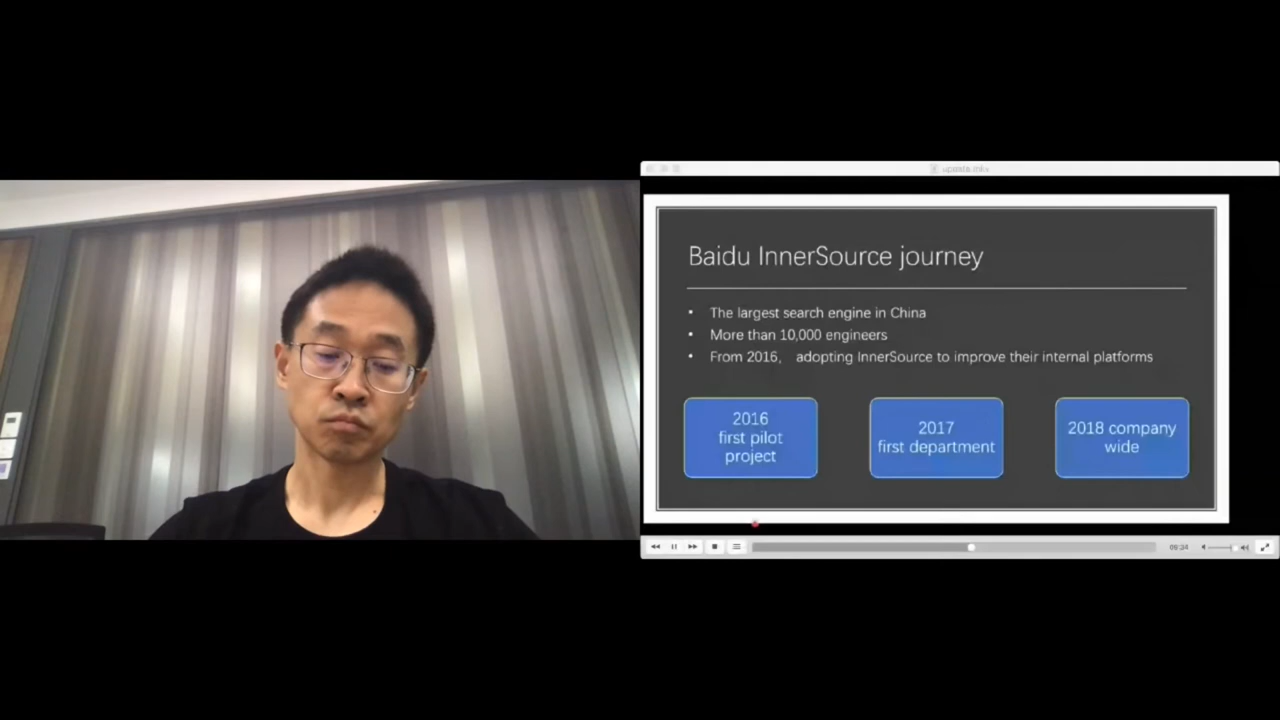 Baidu InnerSource journey
• The largest search engine in China
• More than 10,000 engineers
• From 2016, adopting InnerSource to improve their internal platforms
2016
first pilot
project
2017
first department
2018 company
wide